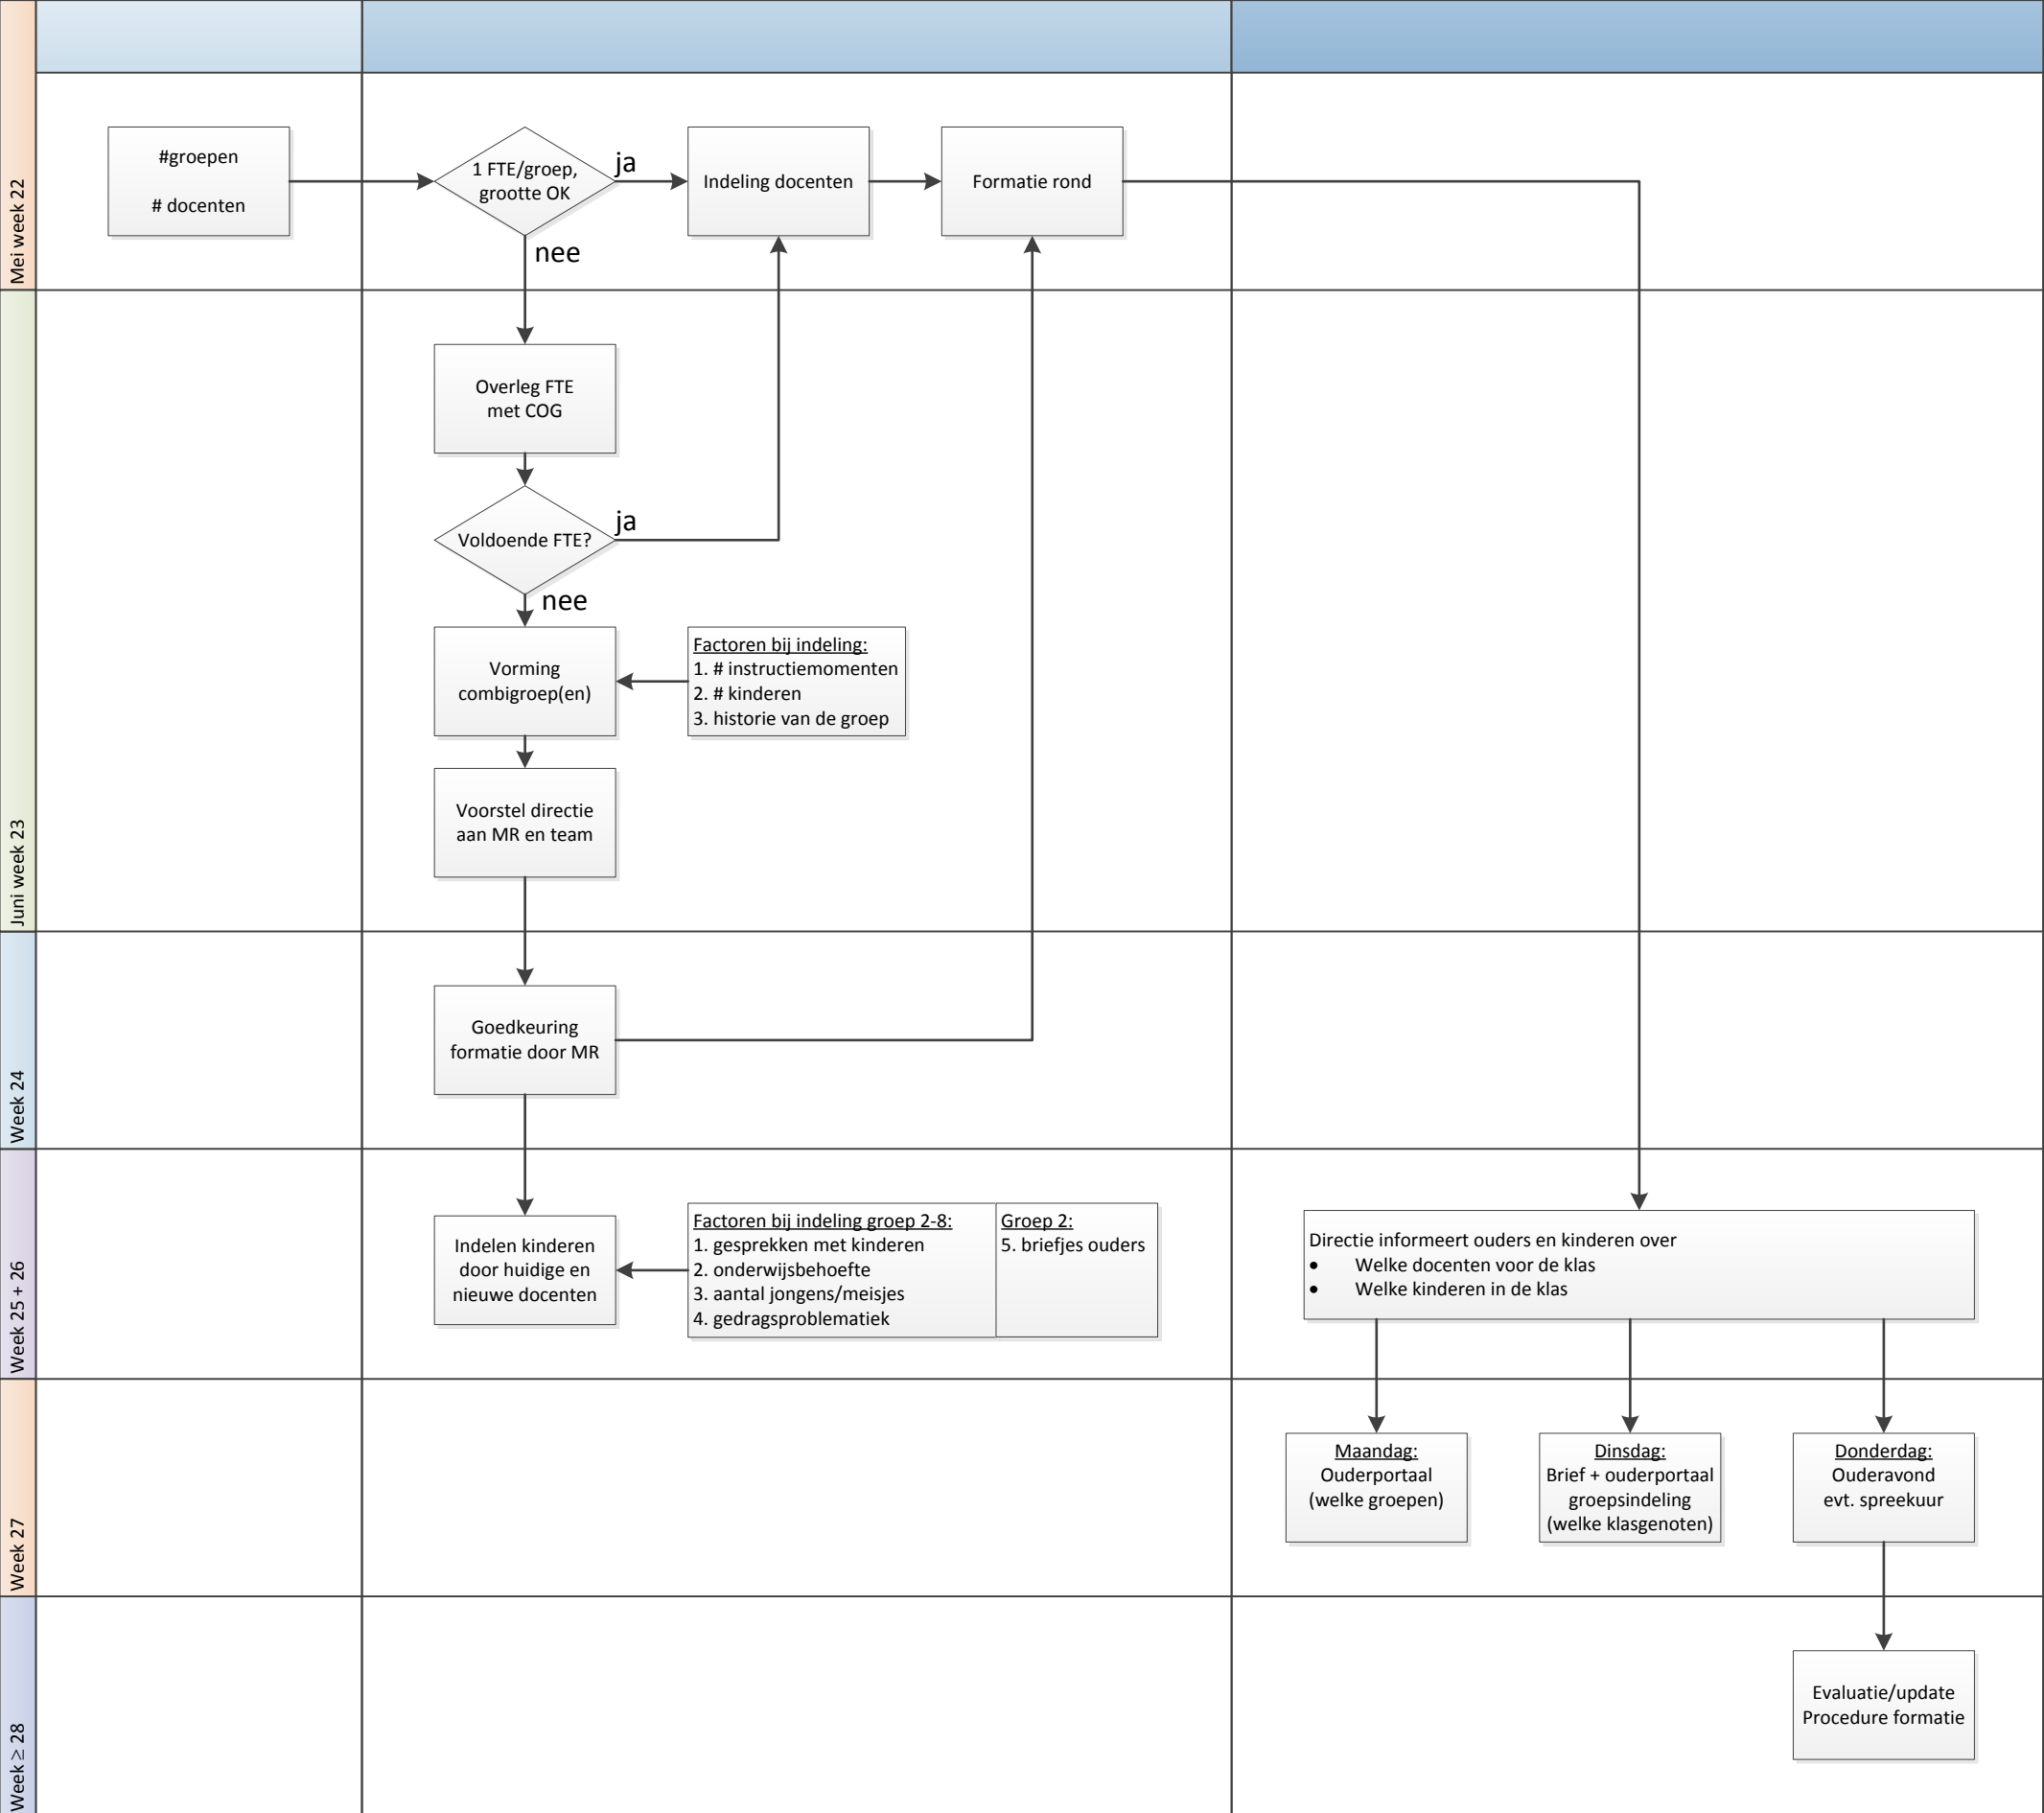 Mei week 22
#groepen
# docenten
1 FTE/groep,
grootte OK
ja
nee
Indeling docenten
Formatie rond
Juni week 23
Overleg FTE
met COG
Voldoende FTE?
ja
nee
Vorming
combigroep(en)
Factoren bij indeling:
1. # instructiemomenten
2. # kinderen
3. historie van de groep
Voorstel directie
aan MR en team
Week 24
Goedkeuring
formatie door MR
Week 25 + 26
Indelen kinderen
door huidige en
nieuwe docenten
Factoren bij indeling groep 2-8:
1. gesprekken met kinderen
2. onderwijsbehoefte
3. aantal jongens/meisjes
4. gedragsproblematiek
Groep 2:
5. briefjes ouders
Directie informeert ouders en kinderen over
• Welke docenten voor de klas
• Welke kinderen in de klas
Week 27
Maandag:
Ouderportaal
(welke groepen)
Dinsdag:
Brief + ouderportaal
groepsindeling
(welke klasgenoten)
Donderdag:
Ouderavond
evt. spreekuur
Week ≥ 28
Evaluatie/update
Procedure formatie